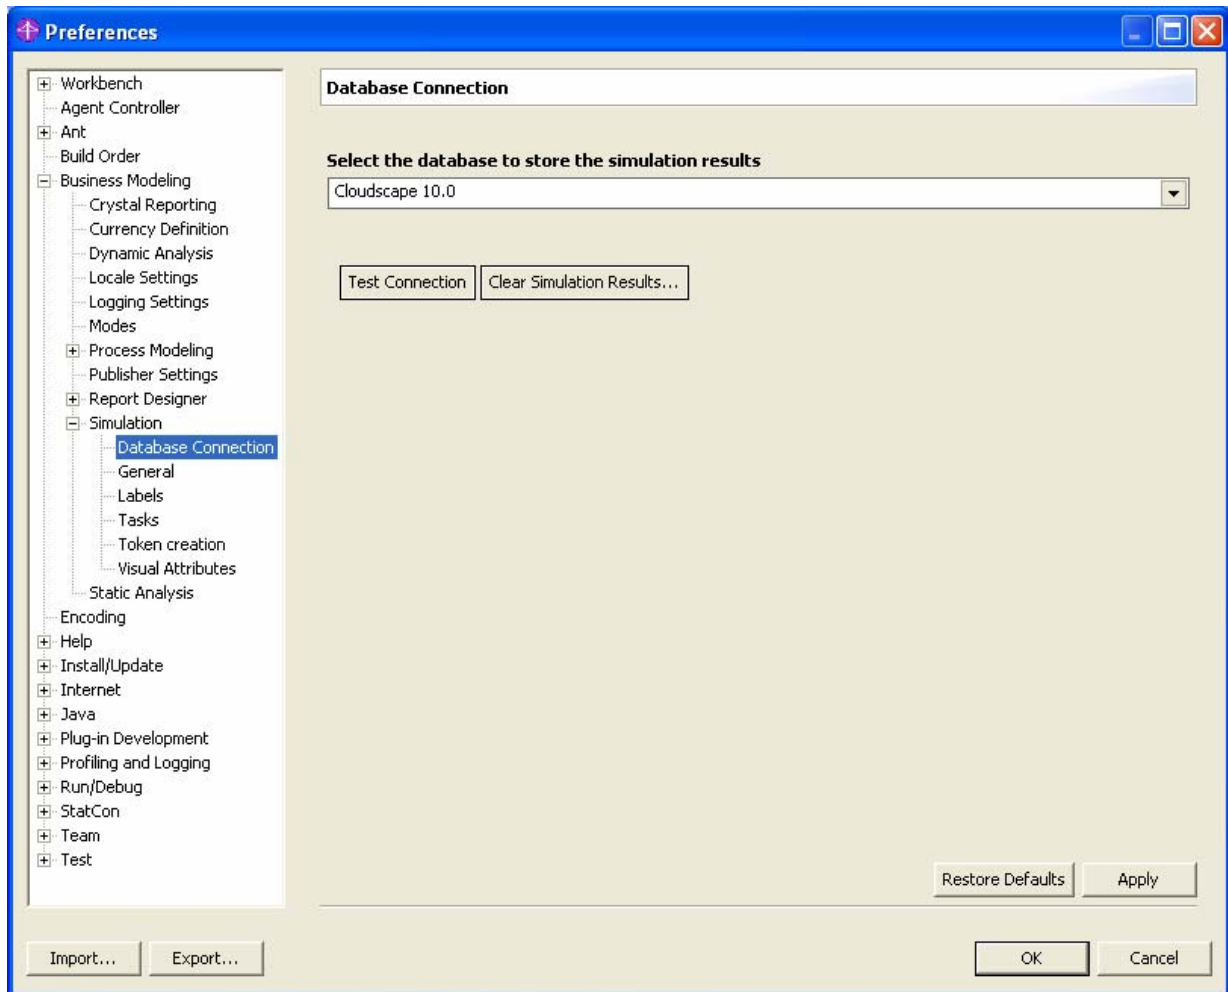 Preferences
Workbench
Agent Controller
Ant
Build Order
Business Modeling
Crystal Reporting
Currency Definition
Dynamic Analysis
Locale Settings
Logging Settings
Modes
Process Modeling
Publisher Settings
Report Designer
Simulation
Database Connection
General
Labels
Tasks
Token creation
Visual Attributes
Static Analysis
Encoding
Help
Install/Update
Internet
Java
Plug-in Development
Profiling and Logging
Run/Debug
StatCon
Team
Test
Database Connection
Select the database to store the simulation results
Cloudscape 10.0
Test Connection Clear Simulation Results...
Restore Defaults Apply
Import... Export... OK Cancel